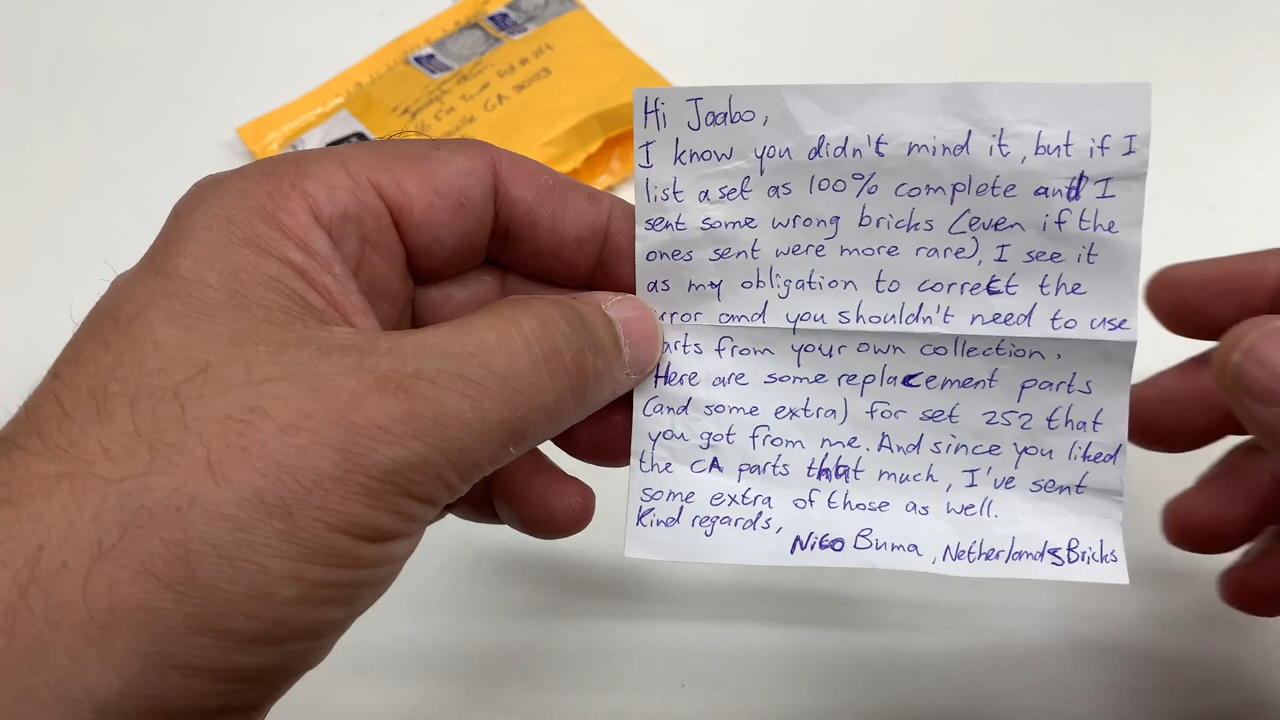 GA
Hi Jaabo,
I know you didn't mind it, but if I
list a set as 100% complete and I
sent some wrong bricks (even if the
ones sent were more rare), I see it
as my obligation to correct the
rror and you shouldn't need to use
arts from your own collection.
Here are some replacement parts
(and some extra) for set 252 that
you got from me. And since you liked
the CA parts that much, I've sent
some extra of those as well.
Kind regards,
Nico Buma, NetherlandsBricks